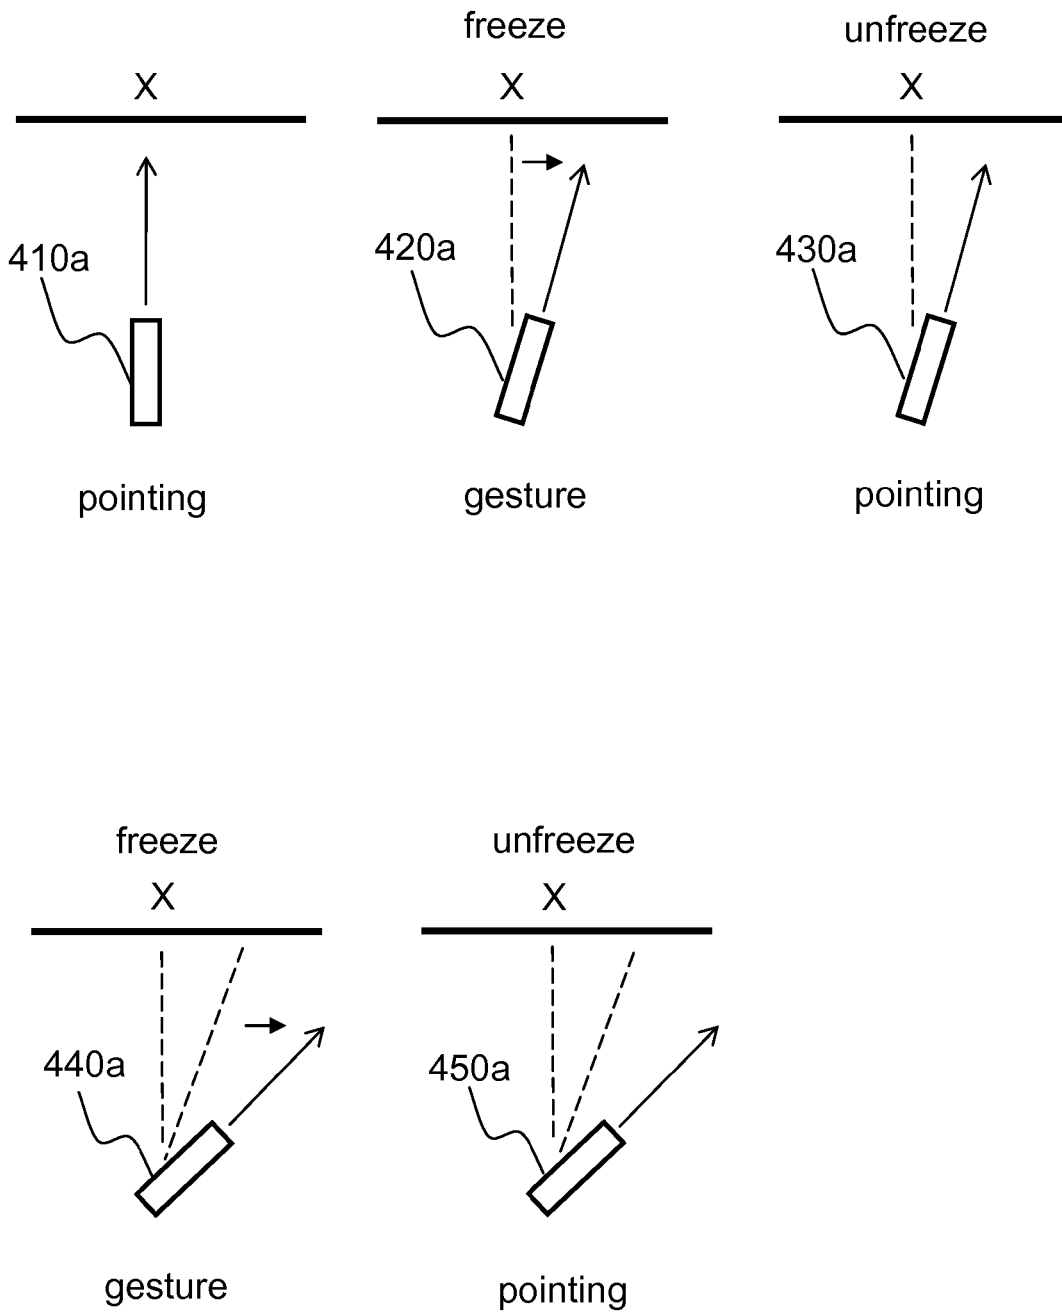 freeze
unfreeze
X
X
X
410a
420a
430a
pointing
gesture
pointing
freeze
unfreeze
X
X
440a
450a
gesture
pointing